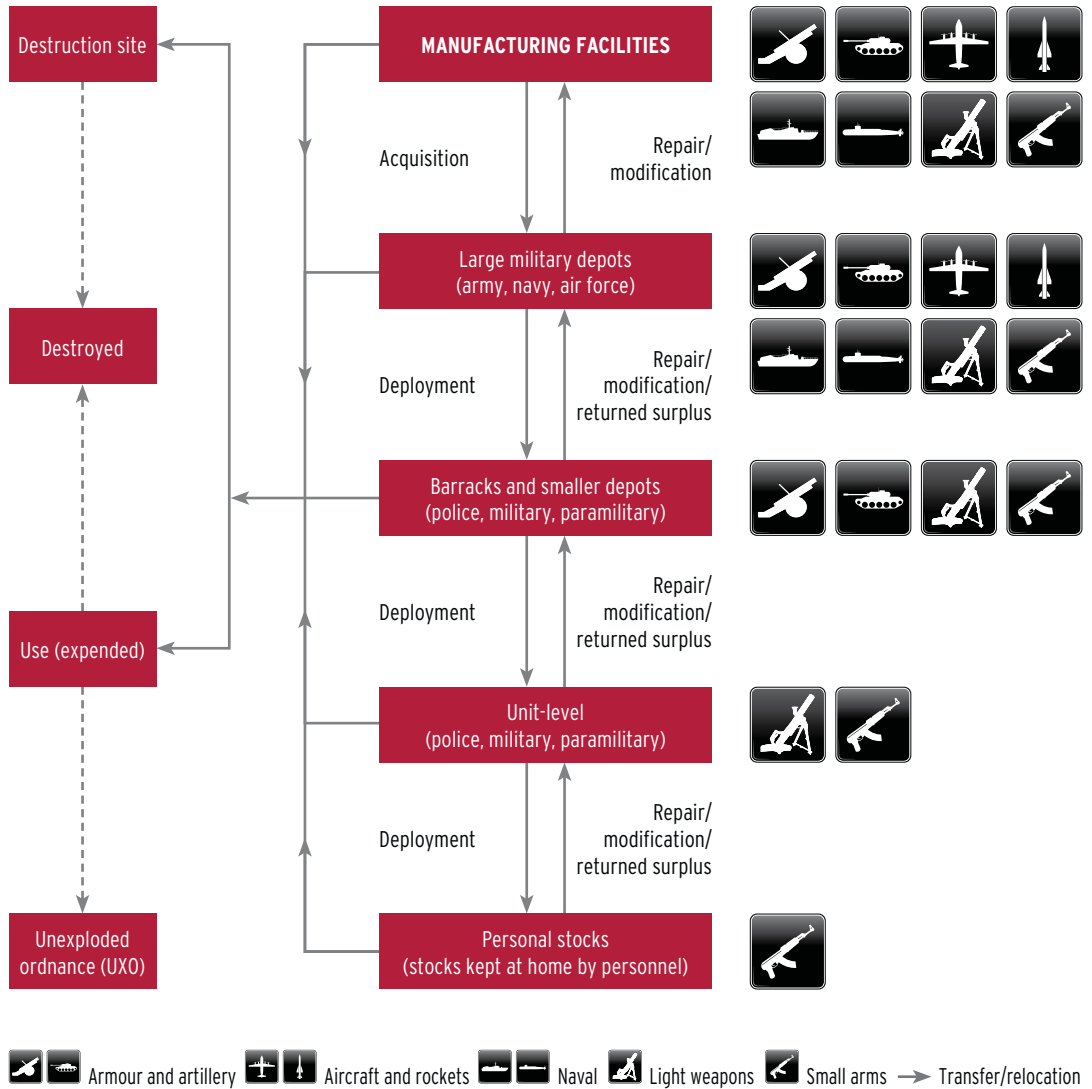 Destruction site
MANUFACTURING FACILITIES
Acquisition
Repair/
modification
Large military depots
(army, navy, air force)
Destroyed
Deployment
Repair/
modification/
returned surplus
Barracks and smaller depots
(police, military, paramilitary)
Use (expended)
Deployment
Repair/
modification/
returned surplus
Unit-level
(police, military, paramilitary)
Deployment
Repair/
modification/
returned surplus
Unexploded
ordnance (UXO)
Personal stocks
(stocks kept at home by personnel)
Armour and artillery
Aircraft and rockets
Naval
Light weapons
Small arms
Transfer/relocation